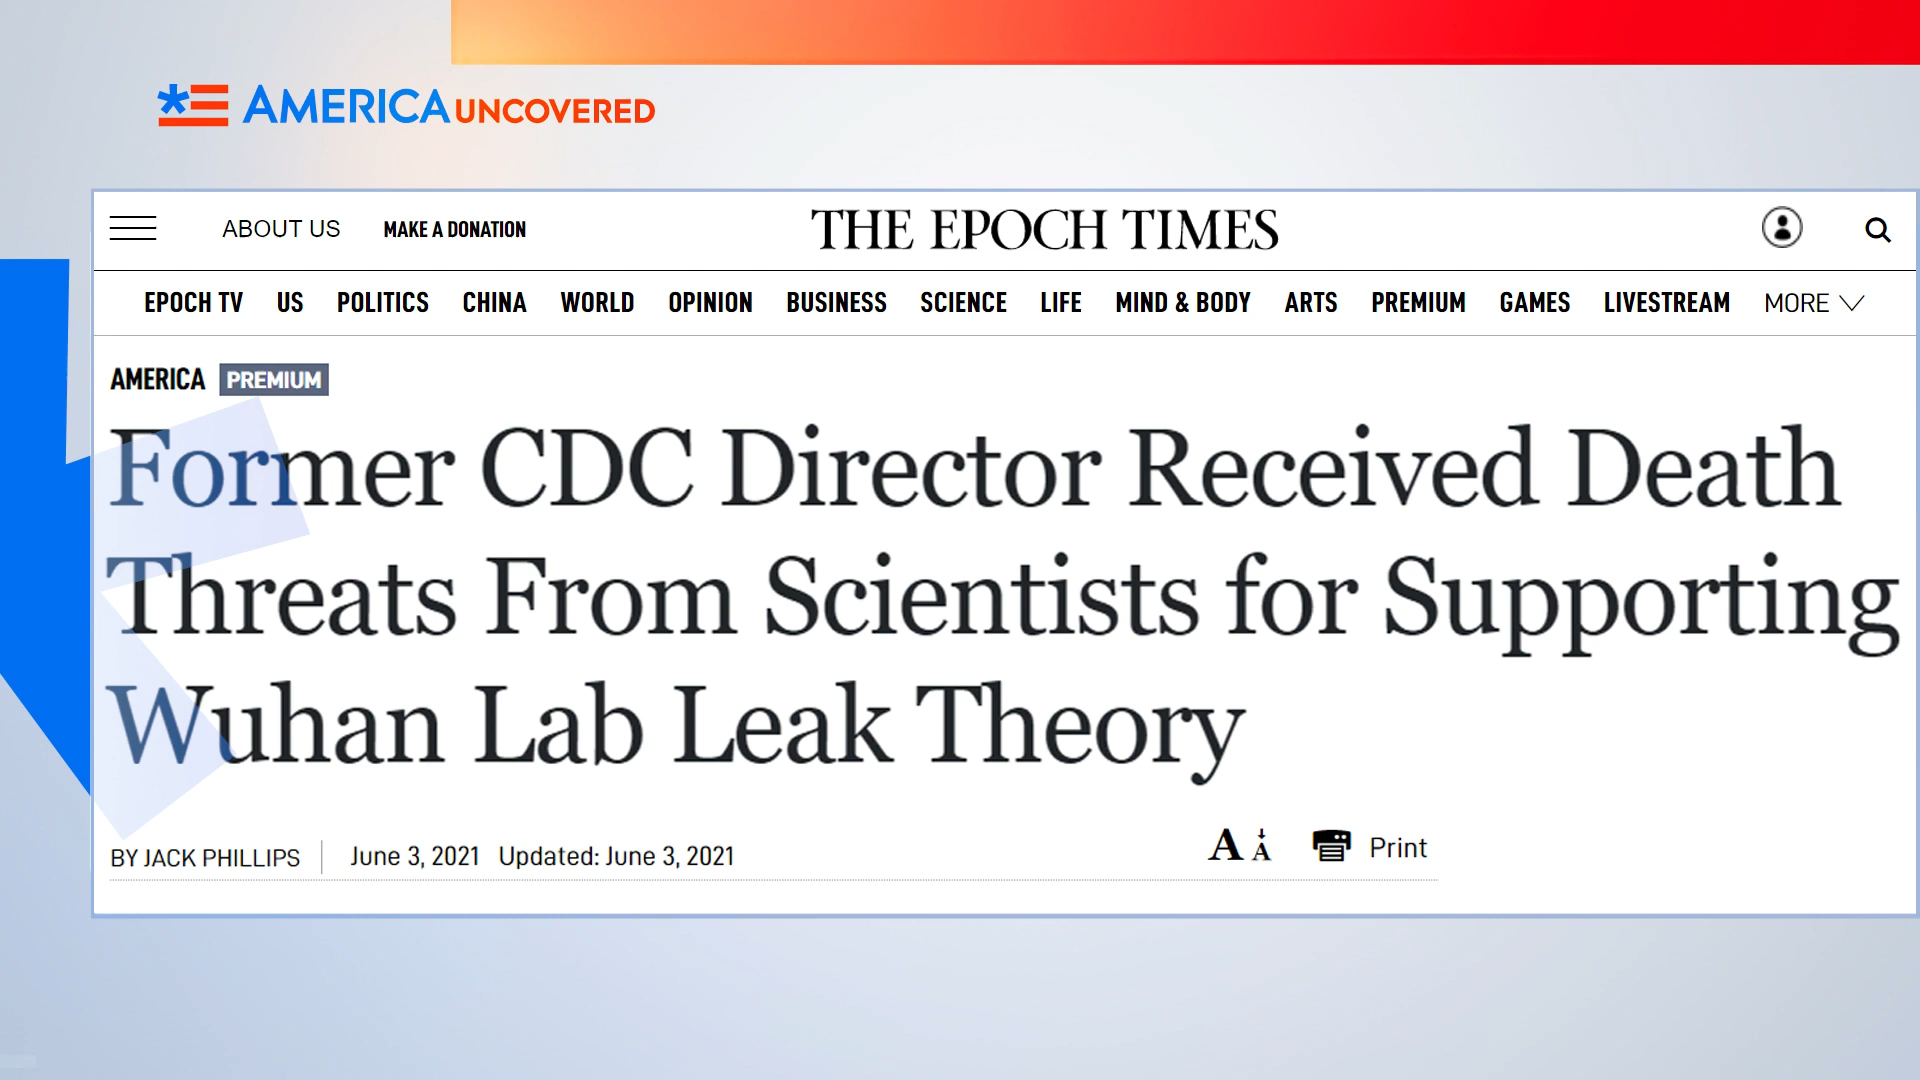 AMERICA UNCOVERED
ABOUT US MAKE A DONATION THE EPOCH TIMES
EPOCH TV US POLITICS CHINA WORLD OPINION BUSINESS SCIENCE LIFE MIND & BODY ARTS PREMIUM GAMES LIVESTREAM MORE
AMERICA PREMIUM
Former CDC Director Received Death
Threats From Scientists for Supporting
Wuhan Lab Leak Theory
BY JACK PHILLIPS June 3, 2021 Updated: June 3, 2021 A A Print